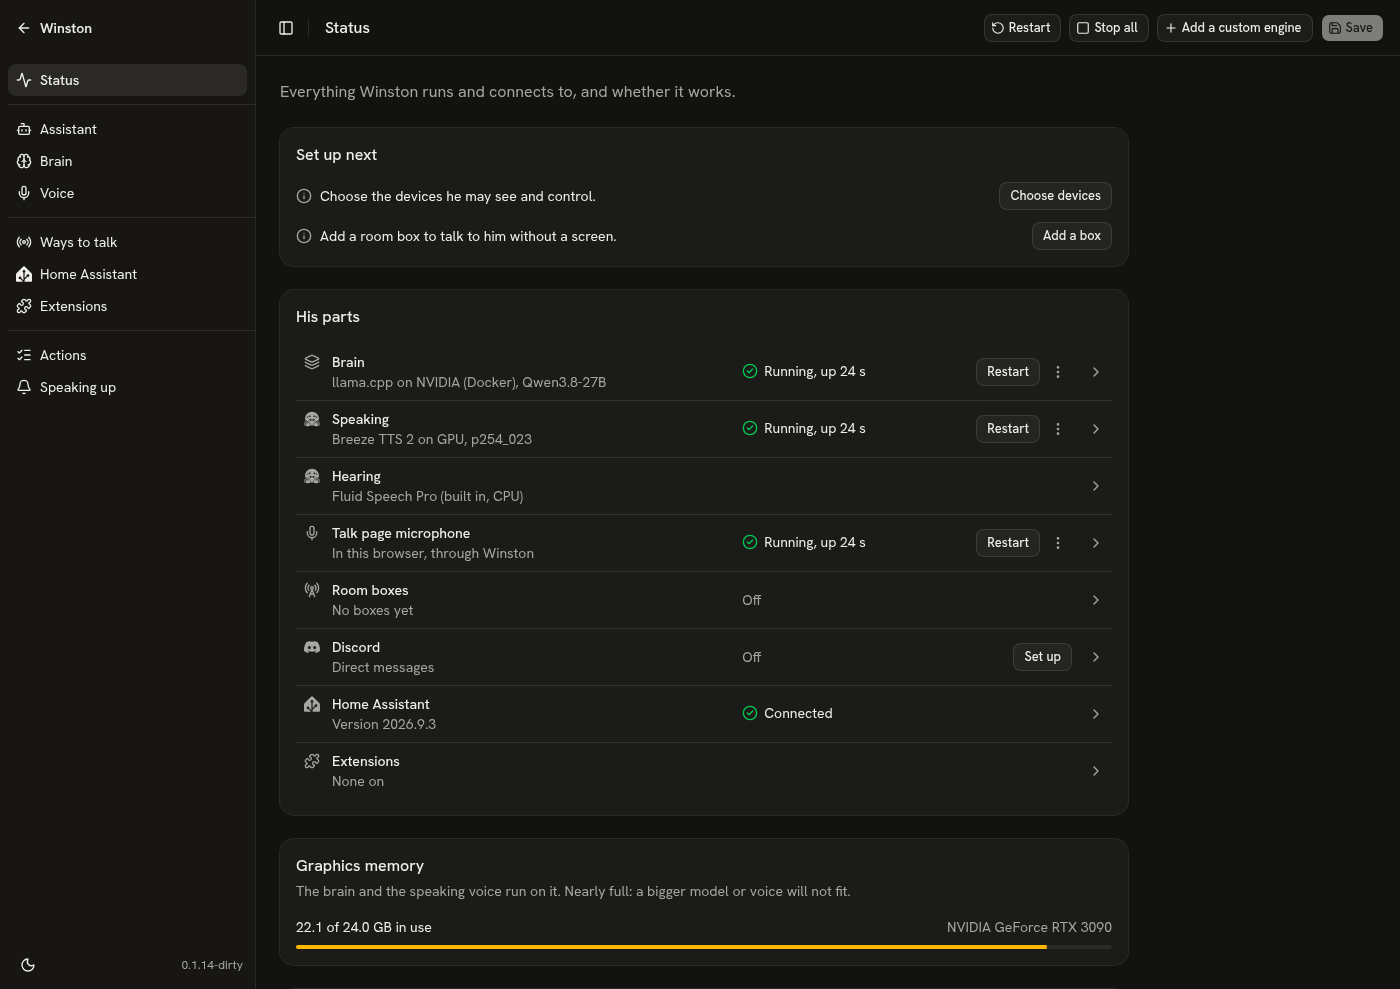 Winston
Status
Assistant
Brain
Voice
Ways to talk
Home Assistant
Extensions
Actions
Speaking up
0.1.14-dirty
Status
Restart
Stop all
Add a custom engine
Save
Everything Winston runs and connects to, and whether it works.
Set up next
Choose the devices he may see and control.
Choose devices
Add a room box to talk to him without a screen.
Add a box
His parts
Brain
llama.cpp on NVIDIA (Docker), Qwen3.8-27B
Running, up 24 s
Restart
Speaking
Breeze TTS 2 on GPU, p254_023
Running, up 24 s
Restart
Hearing
Fluid Speech Pro (built in, CPU)
Talk page microphone
In this browser, through Winston
Running, up 24 s
Restart
Room boxes
No boxes yet
Off
Discord
Direct messages
Off
Set up
Home Assistant
Version 2026.9.3
Connected
Extensions
None on
Graphics memory
The brain and the speaking voice run on it. Nearly full: a bigger model or voice will not fit.
22.1 of 24.0 GB in use
NVIDIA GeForce RTX 3090